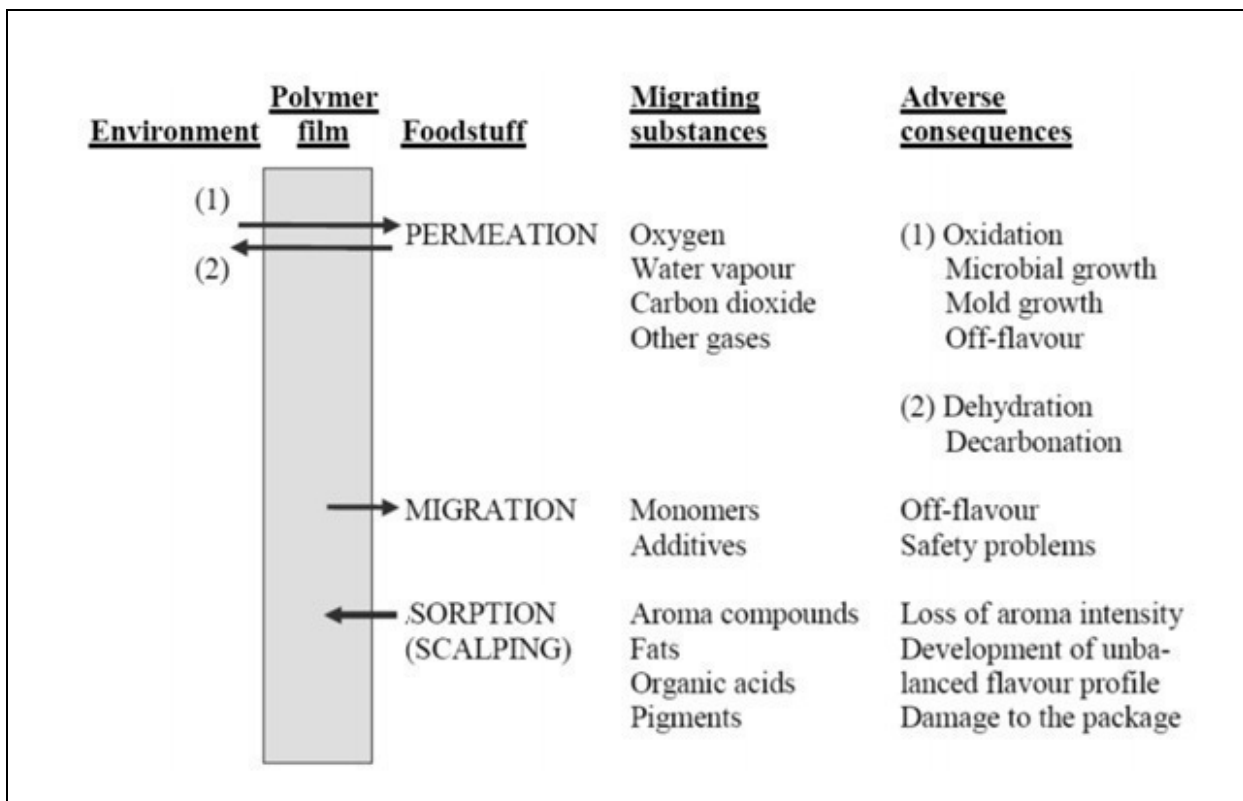 Environment Polymer film Foodstuff Migrating substances Adverse consequences
(1)
(2)
PERMEATION
Oxygen
Water vapour
Carbon dioxide
Other gases
(1) Oxidation
Microbial growth
Mold growth
Off-flavour
(2) Dehydration
Decarbonation
MIGRATION
Monomers
Additives
Off-flavour
Safety problems
SORPTION
(SCALPING)
Aroma compounds
Fats
Organic acids
Pigments
Loss of aroma intensity
Development of unba-
lanced flavour profile
Damage to the package